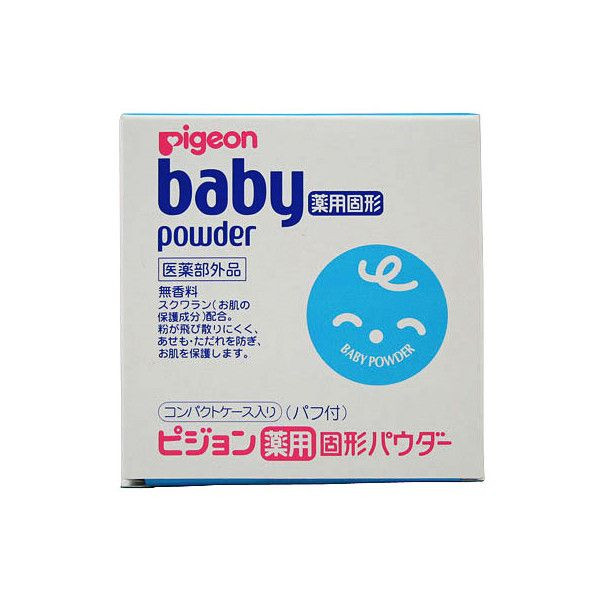 Pigeon
baby 薬用固形
powder
医薬部外品
無香料
スクワラン(お肌の
保護成分)配合。
粉が飛び散りにくく、
あせも・ただれを防ぎ、
お肌を保護します。
BABY POWDER
コンパクトケース入り (パフ付)
ピジョン薬用固形パウダー